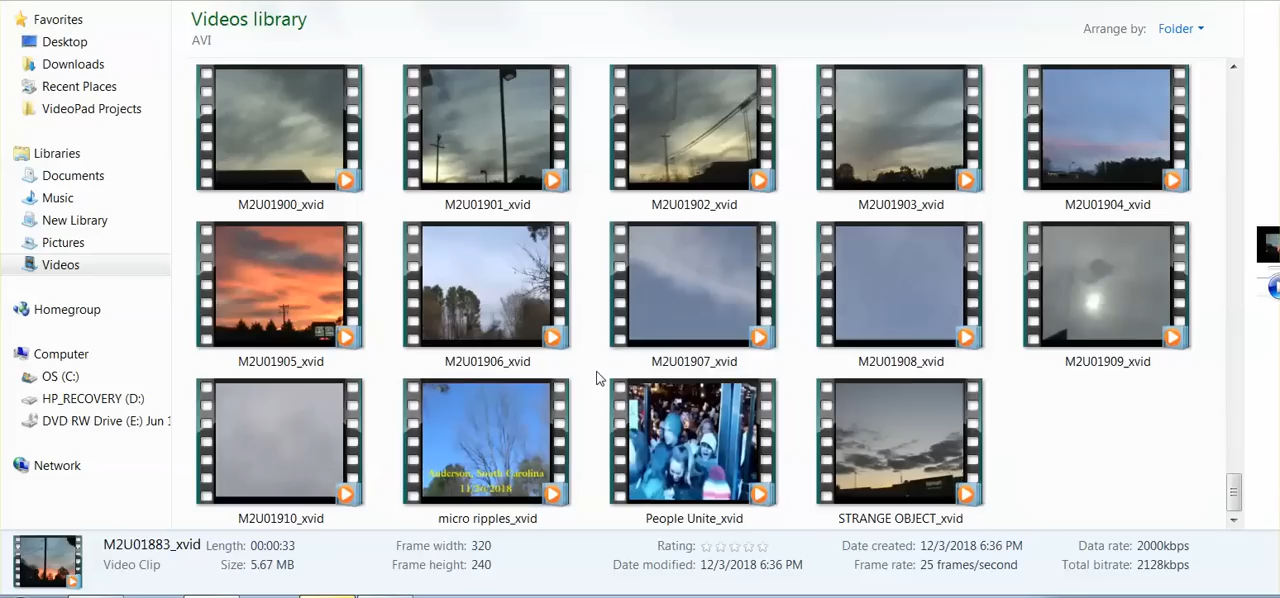 Favorites
Desktop
Downloads
Recent Places
VideoPad Projects
Libraries
Documents
Music
New Library
Pictures
Videos
Homegroup
Computer
OS (C:)
HP_RECOVERY (D:)
DVD RW Drive (E:) Jun 1
Network
Videos library
AVI
Arrange by: Folder
M2U01900_xvid
M2U01901_xvid
M2U01902_xvid
M2U01903_xvid
M2U01904_xvid
M2U01905_xvid
M2U01906_xvid
M2U01907_xvid
M2U01908_xvid
M2U01909_xvid
M2U01910_xvid
Anderson, South Carolina
micro ripples_xvid
People Unite_xvid
STRANGE OBJECT_xvid
M2U01883_xvid
Video Clip
Length: 00:00:33
Size: 5.67 MB
Frame width: 320
Frame height: 240
Rating:
Date modified: 12/3/2018 6:36 PM
Date created: 12/3/2018 6:36 PM
Frame rate: 25 frames/second
Data rate: 2000kbps
Total bitrate: 2128kbps